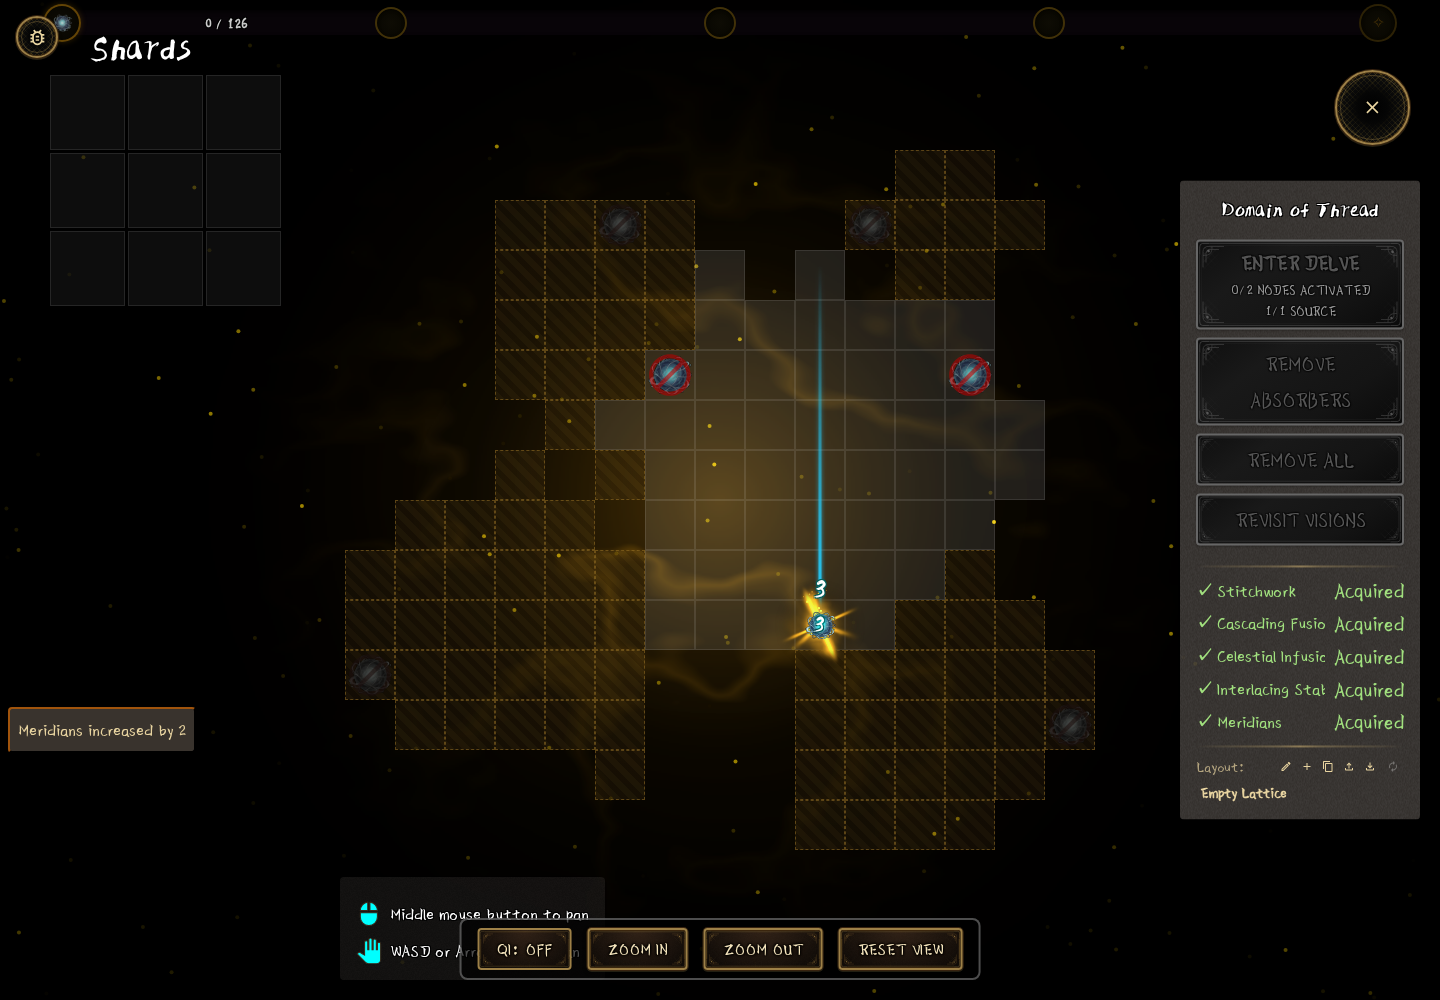 0 / 126
Shards
Domain of Thread
ENTER DELVE
0/2 NODES ACTIVATED
1/1 SOURCE
REMOVE
ABSORBERS
REMOVE ALL
REVISIT VISIONS
✓ Stitchwork Acquired
✓ Cascading Fusio Acquired
✓ Celestial Infusic Acquired
✓ Interlacing Stat Acquired
✓ Meridians Acquired
Layout:
Empty Lattice
3
3
Meridians increased by 2
Middle mouse button to pan
WASD or Arr
QI: OFF
ZOOM IN
ZOOM OUT
RESET VIEW